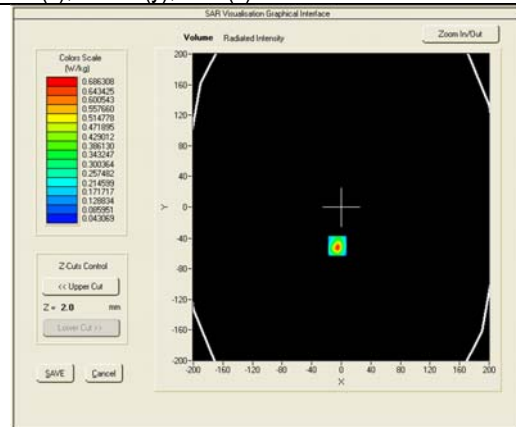 SAR Visualisation Graphical Interface
Volume Radiated Intensity
Zoom In/Out
Colors Scale
(W/kg)
0.686308
0.643425
0.600543
0.557660
0.514778
0.471895
0.429012
0.386130
0.343247
0.300364
0.257482
0.214599
0.171717
0.128834
0.085951
0.043069
Z-Cuts Control
<< Upper Cut
Z = 2.0 mm
Lower Cut >>
SAVE Cancel
200
160
120
80
40
0
-40
-80
-120
-160
-200
Y
-200 -160 -120 -80 -40 0 40 80 120 160 200
X